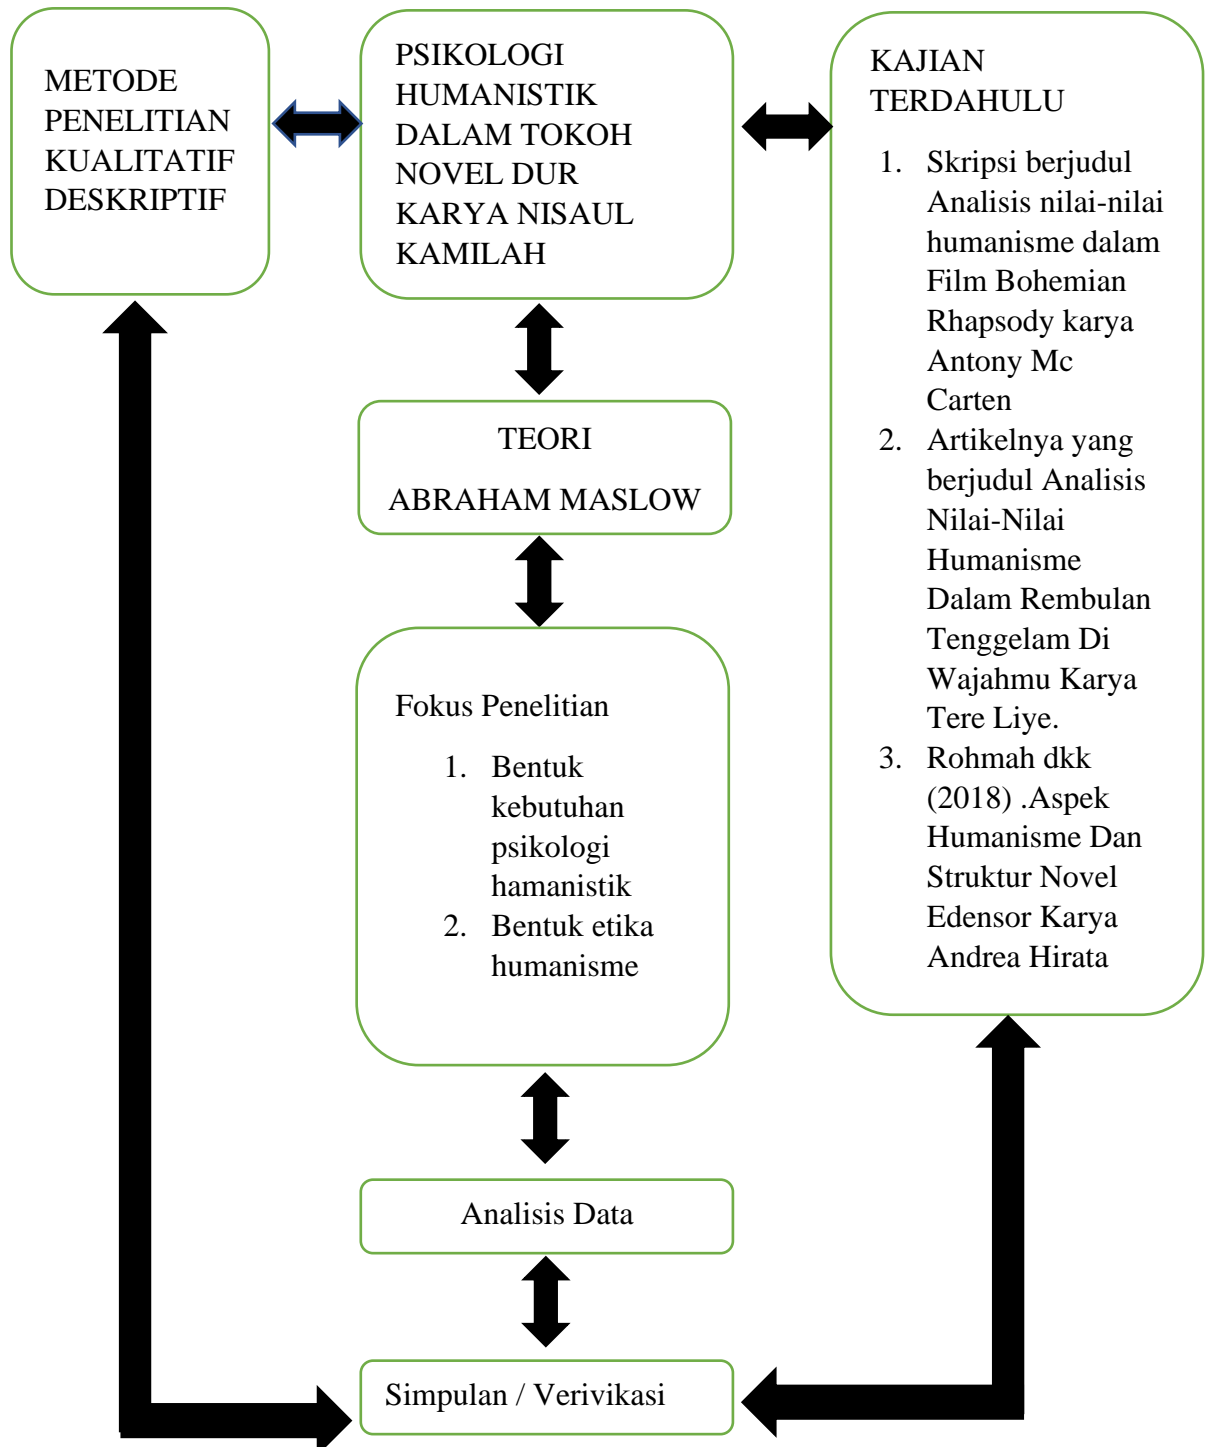 METODE
PENELITIAN
KUALITATIF
DESKRIPTIF
PSIKOLOGI
HUMANISTIK
DALAM TOKOH
NOVEL DUR
KARYA NISAUL
KAMILAH
KAJIAN
TERDAHULU
1. Skripsi berjudul
Analisis nilai-nilai
humanisme dalam
Film Bohemian
Rhapsody karya
Antony Mc
Carten
2. Artikelnya yang
berjudul Analisis
Nilai-Nilai
Humanisme
Dalam Rembulan
Tenggelam Di
Wajahmu Karya
Tere Liye.
3. Rohmah dkk
(2018) .Aspek
Humanisme Dan
Struktur Novel
Edensor Karya
Andrea Hirata
TEORI
ABRAHAM MASLOW
Fokus Penelitian
1. Bentuk
kebutuhan
psikologi
hamanistik
2. Bentuk etika
humanisme
Analisis Data
Simpulan / Verivikasi